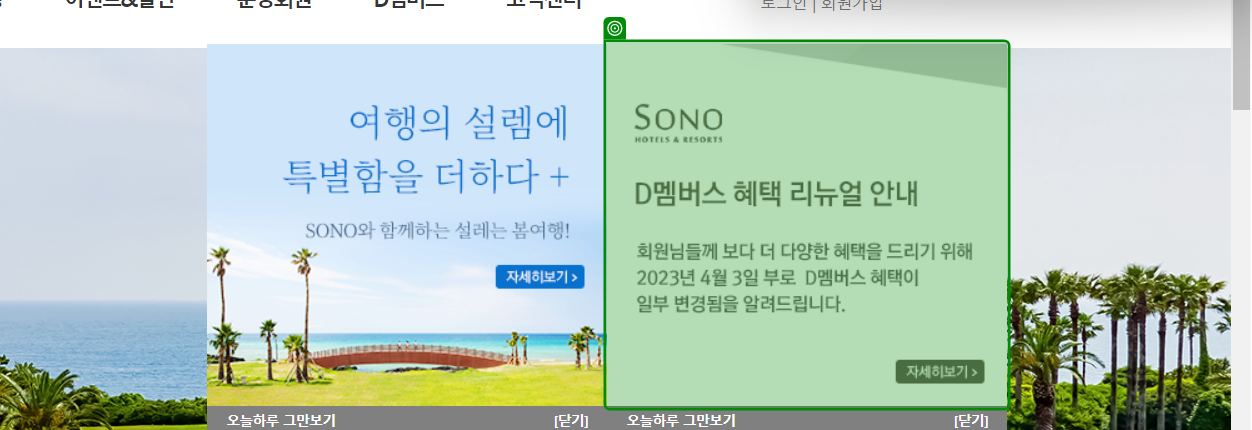 이벤트&할인 분양회원 D멤버스 고객센터
로그인 | 회원가입
여행의 설렘에
특별함을 더하다 +
SONO와 함께하는 설레는 봄여행!
자세히보기 >
오늘하루 그만보기 [닫기]
SONO
HOTELS & RESORTS
D멤버스 혜택 리뉴얼 안내
회원님들께 보다 더 다양한 혜택을 드리기 위해
2023년 4월 3일 부로 D멤버스 혜택이
일부 변경됨을 알려드립니다.
자세히보기 >
오늘하루 그만보기 [닫기]